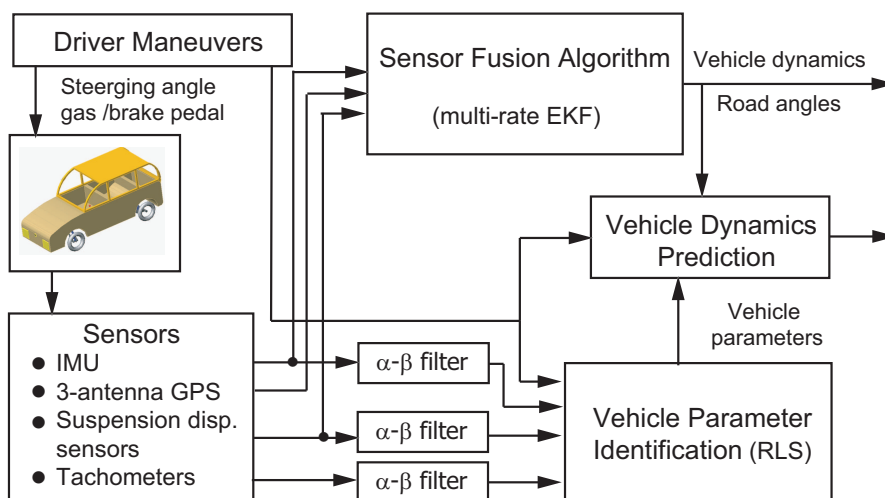 Driver Maneuvers
Steerging angle
gas /brake pedal
Sensor Fusion Algorithm
(multi-rate EKF)
Vehicle dynamics
Road angles
Vehicle Dynamics
Prediction
Vehicle
parameters
Sensors
● IMU
● 3-antenna GPS
● Suspension disp.
sensors
● Tachometers
α-β filter
α-β filter
α-β filter
Vehicle Parameter
Identification (RLS)